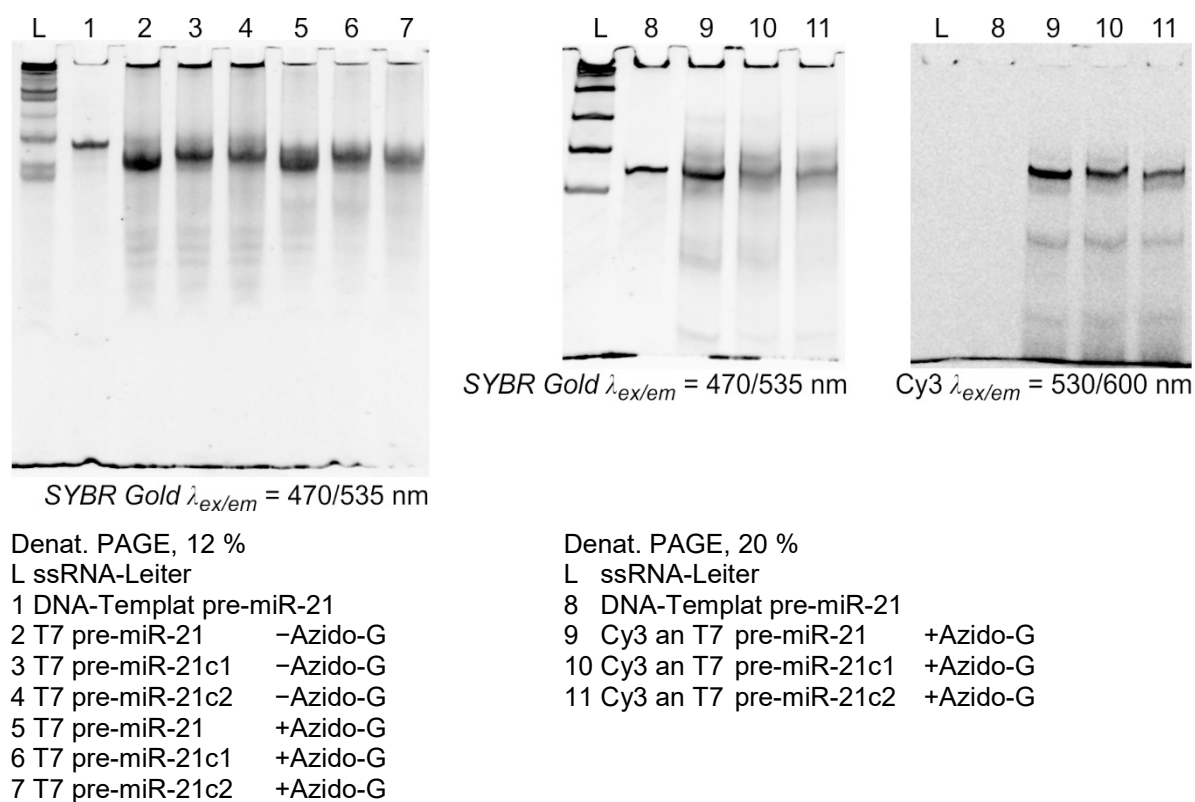 L 1 2 3 4 5 6 7
L 8 9 10 11
L 8 9 10 11
SYBR Gold λex/em = 470/535 nm
Cy3 λex/em = 530/600 nm
SYBR Gold λex/em = 470/535 nm
Denat. PAGE, 12 %
L ssRNA-Leiter
1 DNA-Templat pre-miR-21
2 T7 pre-miR-21 −Azido-G
3 T7 pre-miR-21c1 −Azido-G
4 T7 pre-miR-21c2 −Azido-G
5 T7 pre-miR-21 +Azido-G
6 T7 pre-miR-21c1 +Azido-G
7 T7 pre-miR-21c2 +Azido-G
Denat. PAGE, 20 %
L ssRNA-Leiter
8 DNA-Templat pre-miR-21
9 Cy3 an T7 pre-miR-21 +Azido-G
10 Cy3 an T7 pre-miR-21c1 +Azido-G
11 Cy3 an T7 pre-miR-21c2 +Azido-G